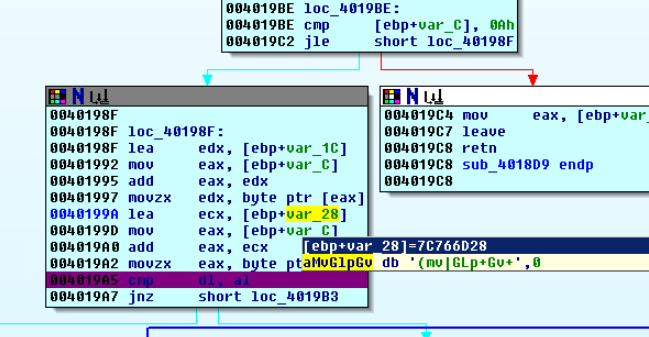 004019BE loc_4019BE:
004019BE cmp [ebp+var_C], 0Ah
004019C2 jle short loc_40198F
N
0040198F
0040198F loc_40198F:
0040198F lea edx, [ebp+var_1C]
00401992 mov eax, [ebp+var_C]
00401995 add eax, edx
00401997 movzx edx, byte ptr [eax]
0040199A lea ecx, [ebp+var_28]
0040199D mov eax, [ebp+var_C]
004019A0 add eax, ecx
004019A2 movzx eax, byte pt
004019A5 cmp dl, al
004019A7 jnz short loc_4019B3
N
004019C4 mov eax, [ebp+var_
004019C7 leave
004019C8 retn
004019C8 sub_4018D9 endp
004019C8
[ebp+var_28]=7C766D28
aMvGlpGv db '(mv|GLp+Gv+',0